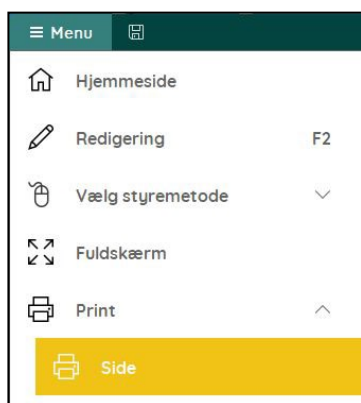 Menu
Hjemmeside
Redigering F2
Vælg styremetode
Fuldskærm
Print
Side